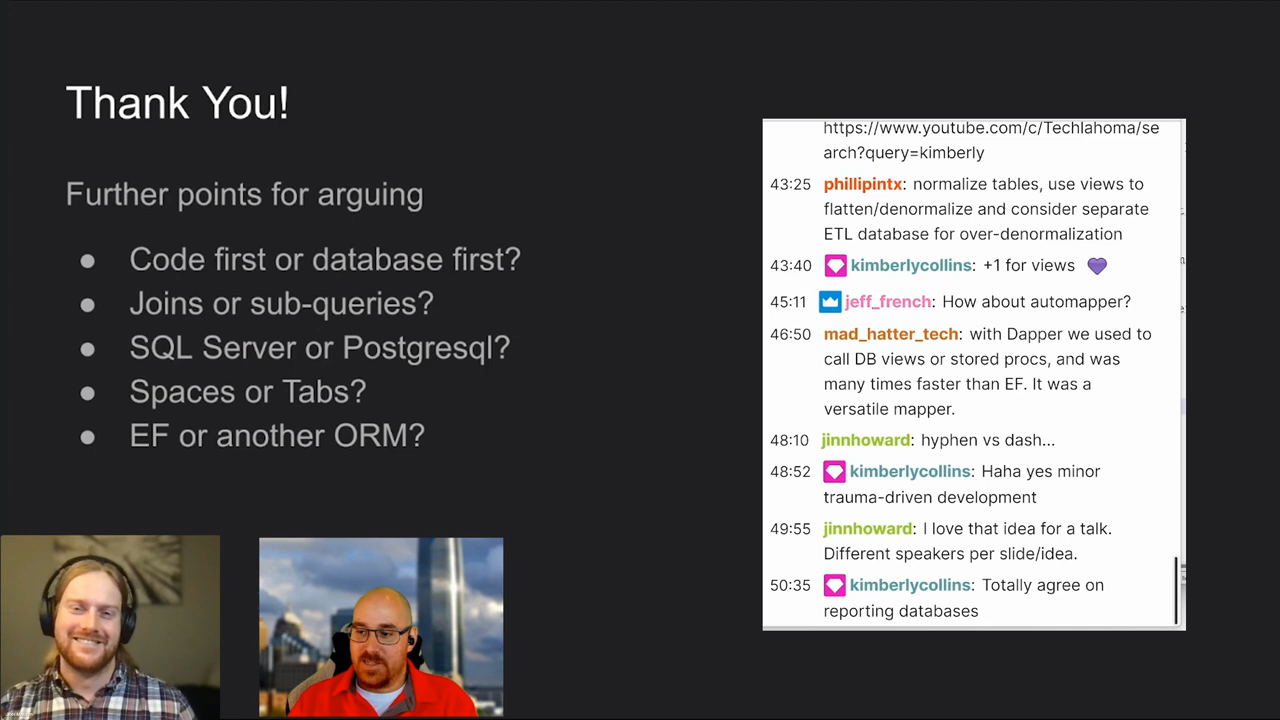 Thank You!
Further points for arguing
● Code first or database first?
● Joins or sub-queries?
● SQL Server or Postgresql?
● Spaces or Tabs?
● EF or another ORM?
https://www.youtube.com/c/Techlahoma/se
arch?query=kimberly
43:25 phillipintx: normalize tables, use views to
flatten/denormalize and consider separate
ETL database for over-denormalization
43:40 kimberlycollins: +1 for views 💜
45:11 jeff_french: How about automapper?
46:50 mad_hatter_tech: with Dapper we used to
call DB views or stored procs, and was
many times faster than EF. It was a
versatile mapper.
48:10 jinnhoward: hyphen vs dash...
48:52 kimberlycollins: Haha yes minor
trauma-driven development
49:55 jinnhoward: I love that idea for a talk.
Different speakers per slide/idea.
50:35 kimberlycollins: Totally agree on
reporting databases